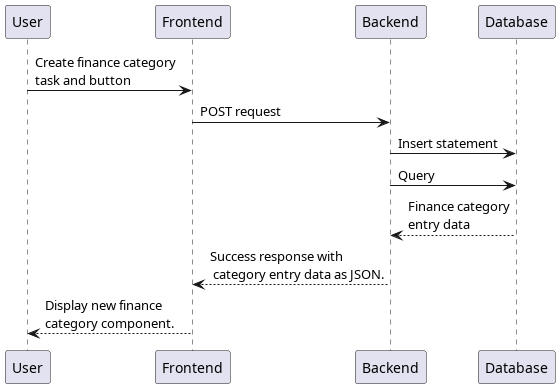 User
Frontend
Backend
Database
Create finance category
task and button
POST request
Insert statement
Query
Finance category
entry data
Success response with
category entry data as JSON.
Display new finance
category component.
User
Frontend
Backend
Database